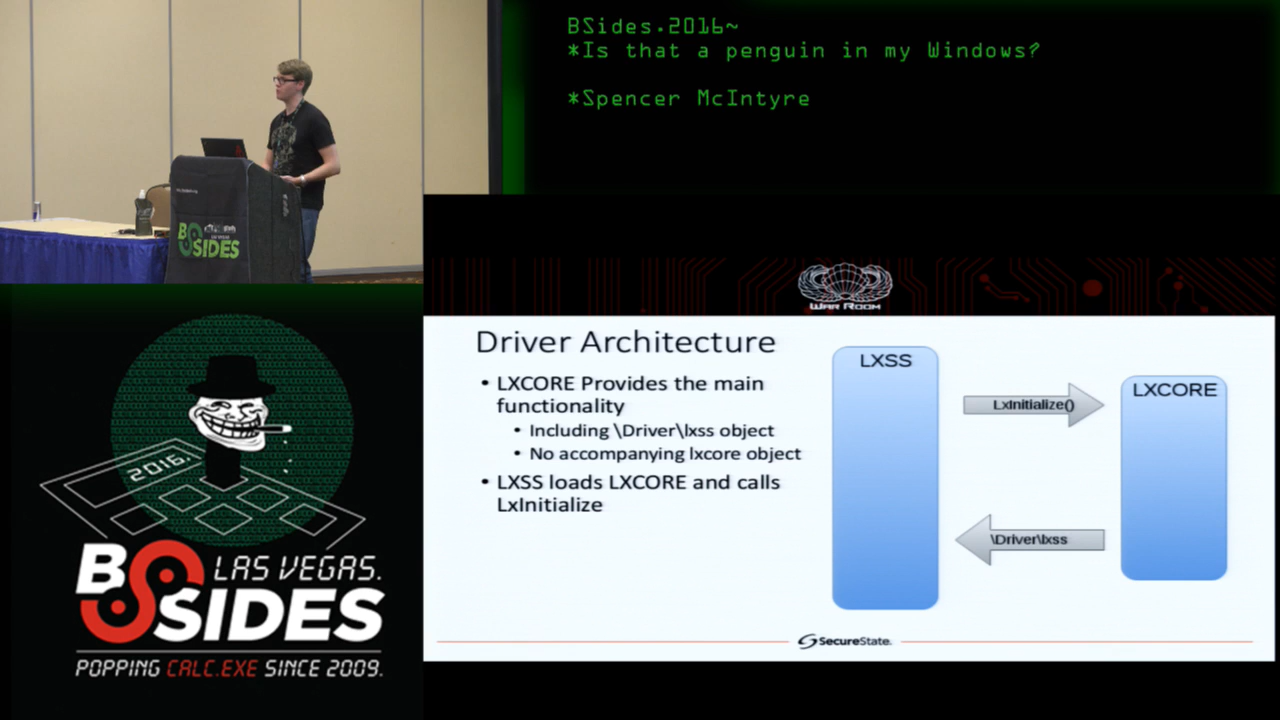 BSides.2016~
*Is that a penguin in my Windows?
*Spencer McIntyre
BSIDES
WAR ROOM
Driver Architecture
• LXCORE Provides the main
functionality
• Including \Driver\lxss object
• No accompanying lxcore object
• LXSS loads LXCORE and calls
LxInitialize
LXSS
LxInitialize()
LXCORE
\Driver\lxss
SecureState.
2016.
BSIDES
LAS VEGAS.
POPPING CALC.EXE SINCE 2009.